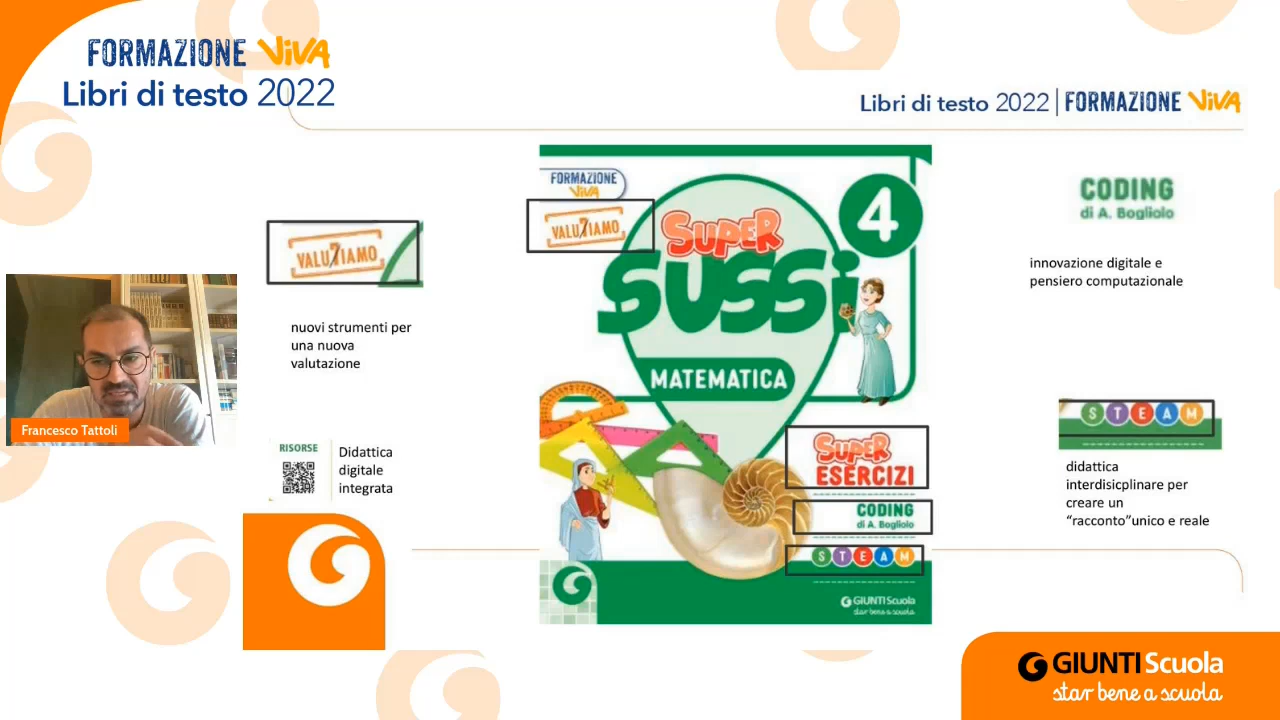 FORMAZIONE VIVA
Libri di testo 2022
Libri di testo 2022 | FORMAZIONE VIVA
VALU7IAMO
nuovi strumenti per
una nuova
valutazione
Francesco Tattoli
RISORSE
Didattica
digitale
integrata
FORMAZIONE
VIVA
VALU7IAMO
4
SUPER
SUSSi
MATEMATICA
SUPER
ESERCIZI
CODING
di A. Bogliolo
STEAM
GIUNTI Scuola
star bene a scuola
CODING
di A. Bogliolo
innovazione digitale e
pensiero computazionale
STEAM
didattica
interdisicplinare per
creare un
“racconto”unico e reale
GIUNTI Scuola
star bene a scuola